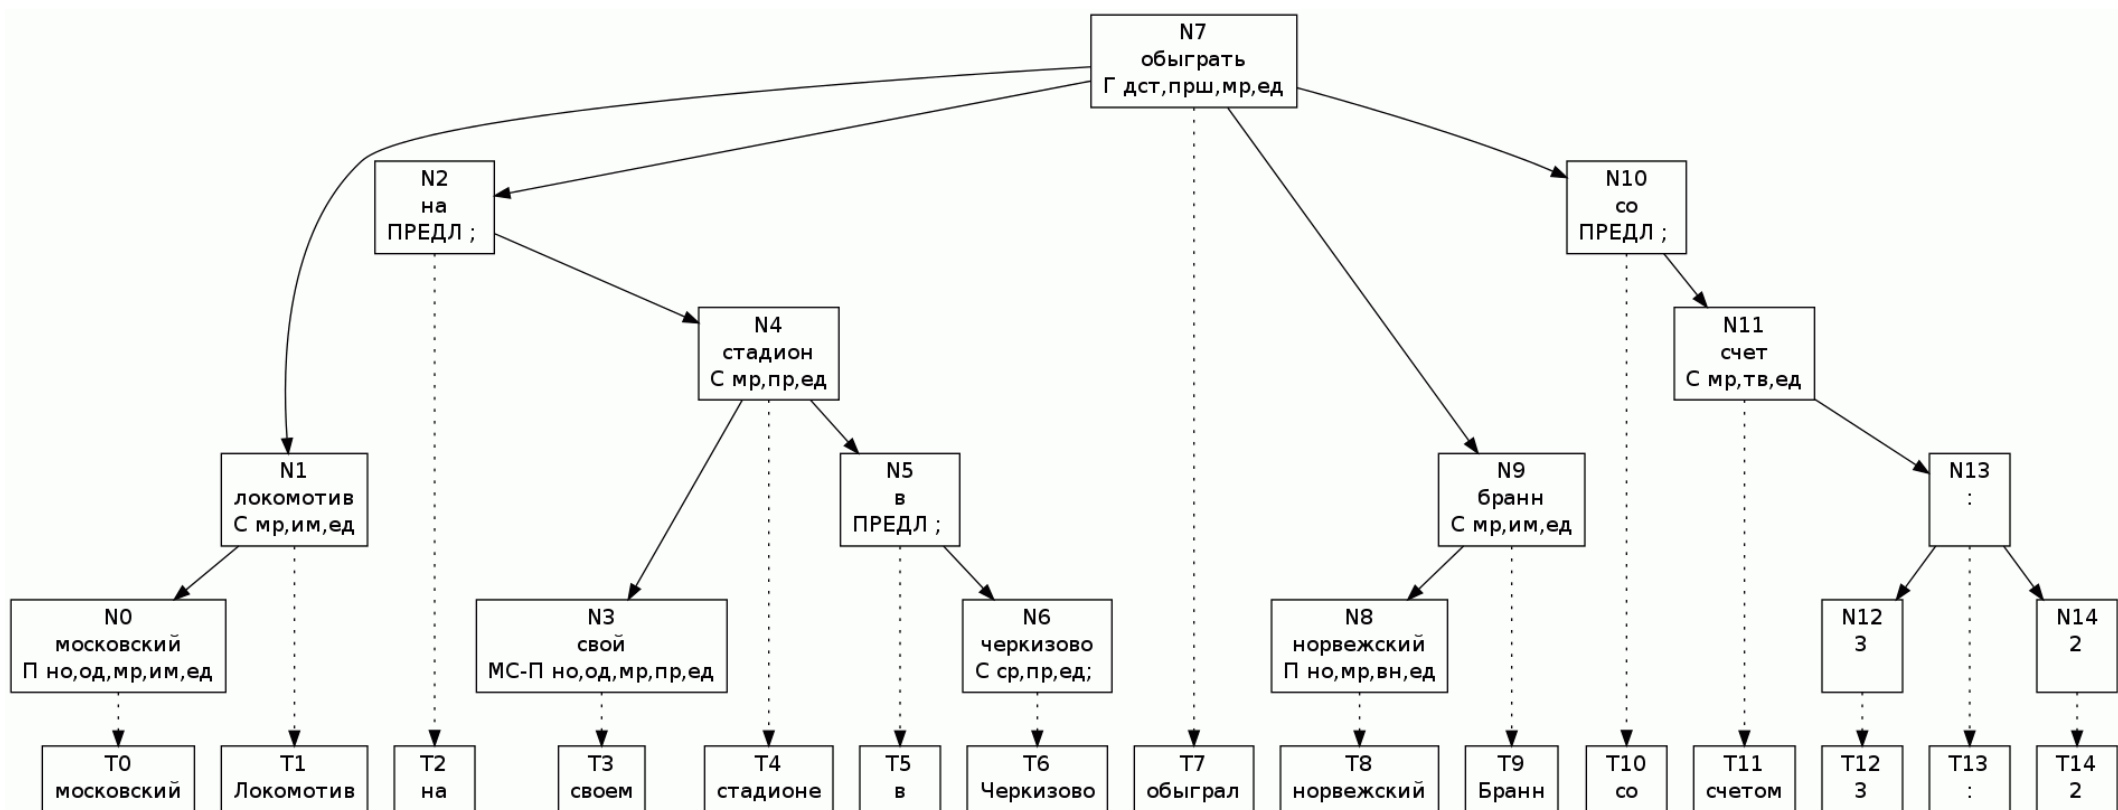 N7
обыграть
Г дст,прш,мр,ед
N2
на
ПРЕДЛ ;
N10
со
ПРЕДЛ ;
N4
стадион
С мр,пр,ед
N11
счет
С мр,тв,ед
N1
локомотив
С мр,им,ед
N5
в
ПРЕДЛ ;
N9
бранн
С мр,им,ед
N13
:
N0
московский
П но,од,мр,им,ед
N3
свой
МС-П но,од,мр,пр,ед
N6
черкизово
С ср,пр,ед;
N8
норвежский
П но,мр,вн,ед
N12
3
N14
2
T0
московский
T1
Локомотив
T2
на
T3
своем
T4
стадионе
T5
в
T6
Черкизово
T7
обыграл
T8
норвежский
T9
Бранн
T10
со
T11
счетом
T12
3
T13
:
T14
2